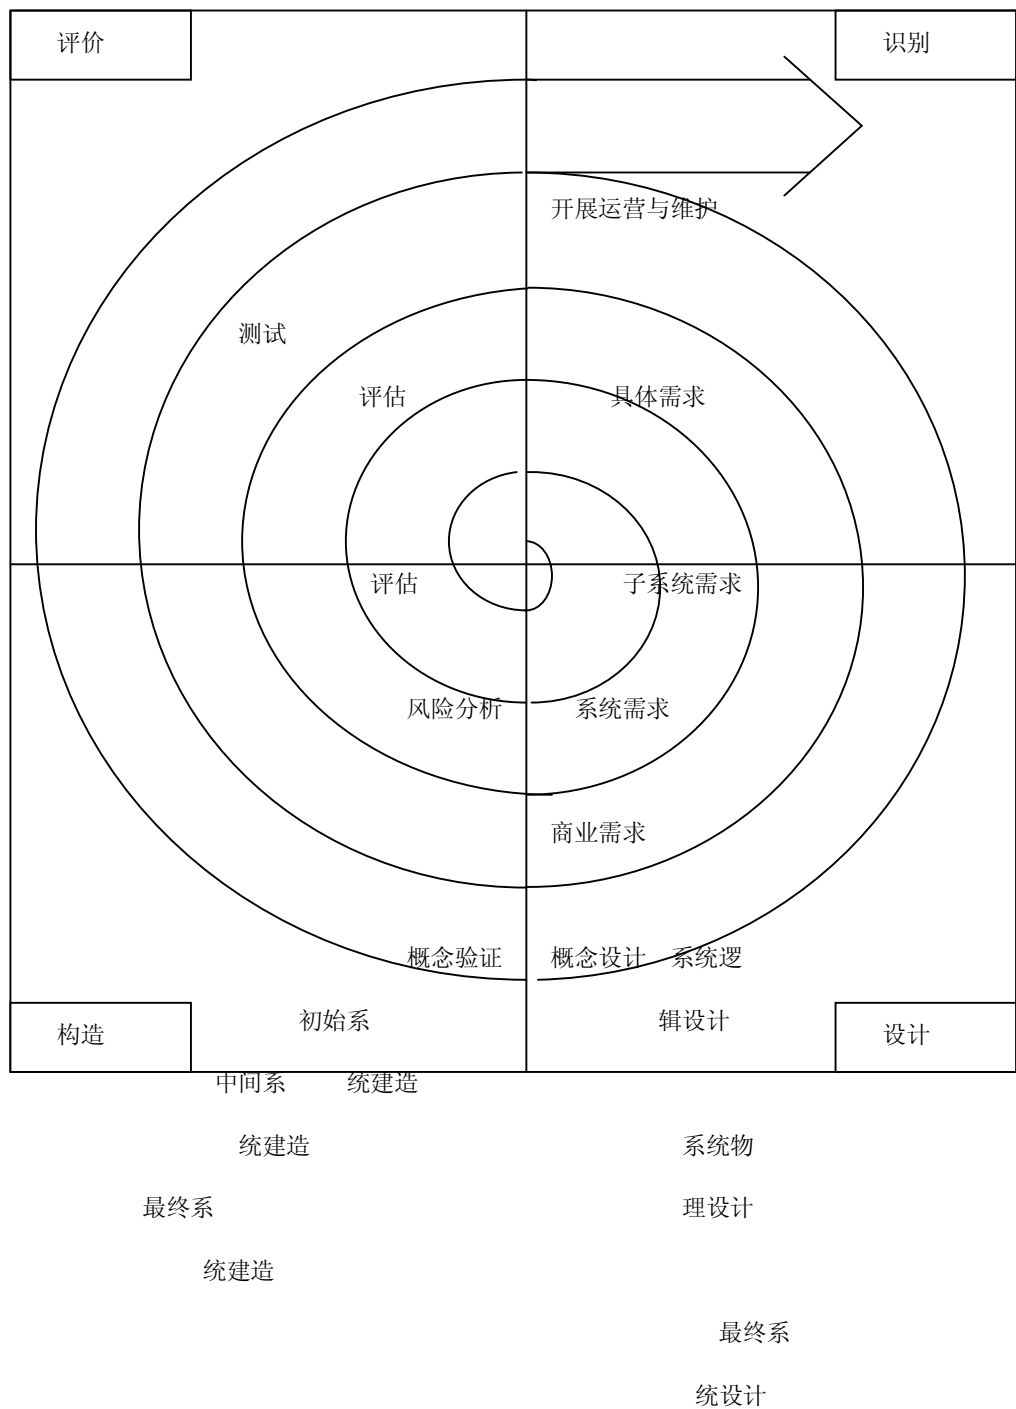 评价
识别
开展运营与维护
测试
评估
具体需求
评估
子系统需求
风险分析
系统需求
商业需求
概念验证
概念设计 系统逻
初始系
辑设计
构造
设计
中间系 统建造
统建造
系统物
最终系
理设计
统建造
最终系
统设计